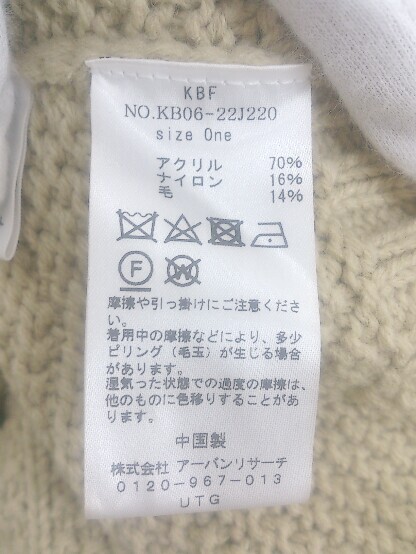 KBF
NO.KB06-22J220
size One
アクリル 70%
ナイロン 16%
毛 14%
F W
摩擦や引っ掛けにご注意くださ
い。
着用中の摩擦などにより、多少
ピリング(毛玉)が生じる場合
があります。
湿気った状態での過度の摩擦は、
他のものに色移りすることがあ
ります。
中国製
株式会社 アーバンリサーチ
0120-967-013
UTG